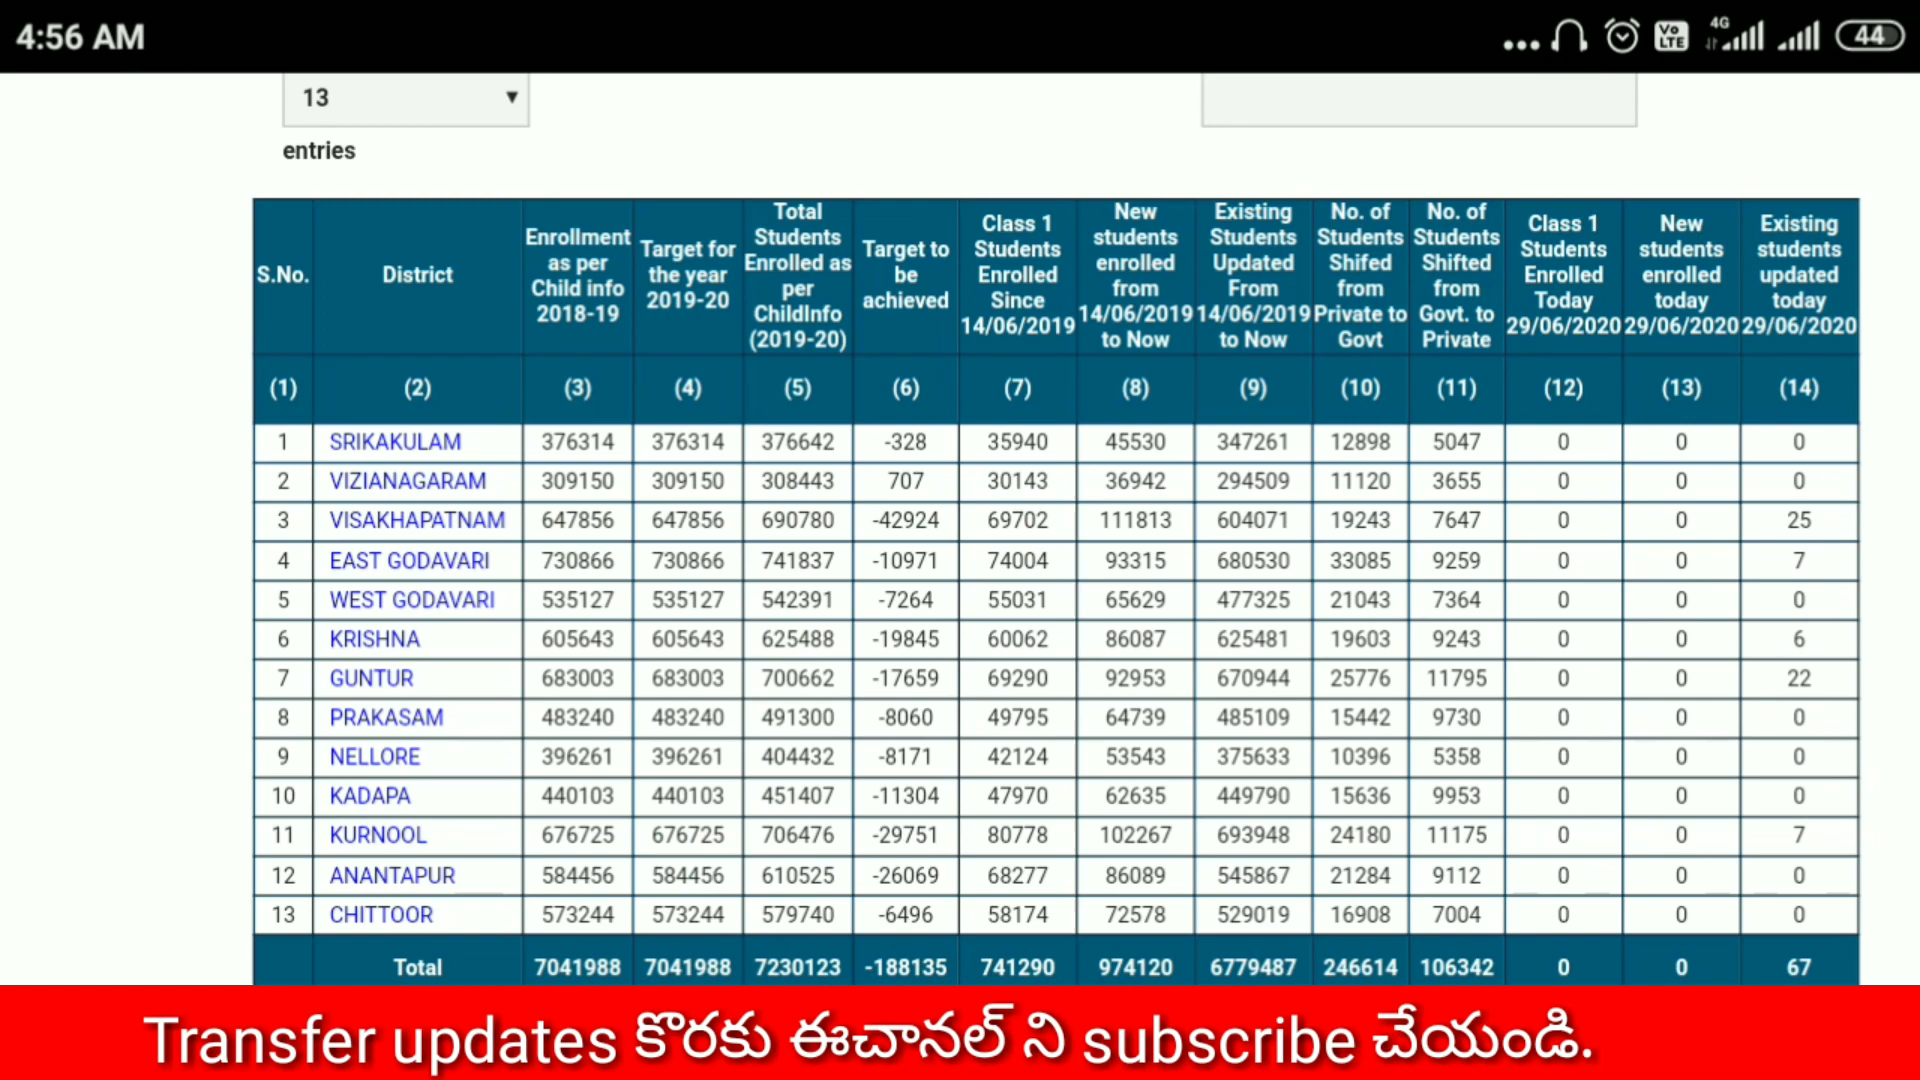 4:56 AM
4G Vo LTE 44
13 ▼
entries
S.No. District Enrollment as per Child info 2018-19 Target for the year 2019-20 Total Students Enrolled as per ChildInfo (2019-20) Target to be achieved Class 1 Students Enrolled Since 14/06/2019 New students enrolled from 14/06/2019 to Now Existing Students Updated From 14/06/2019 to Now No. of Students Shifed from Private to Govt No. of Students Shifted from Govt. to Private Class 1 Students Enrolled Today 29/06/2020 New students enrolled today 29/06/2020 Existing students updated today 29/06/2020
(1) (2) (3) (4) (5) (6) (7) (8) (9) (10) (11) (12) (13) (14)
1 SRIKAKULAM 376314 376314 376642 -328 35940 45530 347261 12898 5047 0 0 0
2 VIZIANAGARAM 309150 309150 308443 707 30143 36942 294509 11120 3655 0 0 0
3 VISAKHAPATNAM 647856 647856 690780 -42924 69702 111813 604071 19243 7647 0 0 25
4 EAST GODAVARI 730866 730866 741837 -10971 74004 93315 680530 33085 9259 0 0 7
5 WEST GODAVARI 535127 535127 542391 -7264 55031 65629 477325 21043 7364 0 0 0
6 KRISHNA 605643 605643 625488 -19845 60062 86087 625481 19603 9243 0 0 6
7 GUNTUR 683003 683003 700662 -17659 69290 92953 670944 25776 11795 0 0 22
8 PRAKASAM 483240 483240 491300 -8060 49795 64739 485109 15442 9730 0 0 0
9 NELLORE 396261 396261 404432 -8171 42124 53543 375633 10396 5358 0 0 0
10 KADAPA 440103 440103 451407 -11304 47970 62635 449790 15636 9953 0 0 0
11 KURNOOL 676725 676725 706476 -29751 80778 102267 693948 24180 11175 0 0 7
12 ANANTAPUR 584456 584456 610525 -26069 68277 86089 545867 21284 9112 0 0 0
13 CHITTOOR 573244 573244 579740 -6496 58174 72578 529019 16908 7004 0 0 0
Total 7041988 7041988 7230123 -188135 741290 974120 6779487 246614 106342 0 0 67
Transfer updates కొరకు ఈచానల్ ని subscribe చేయండి.